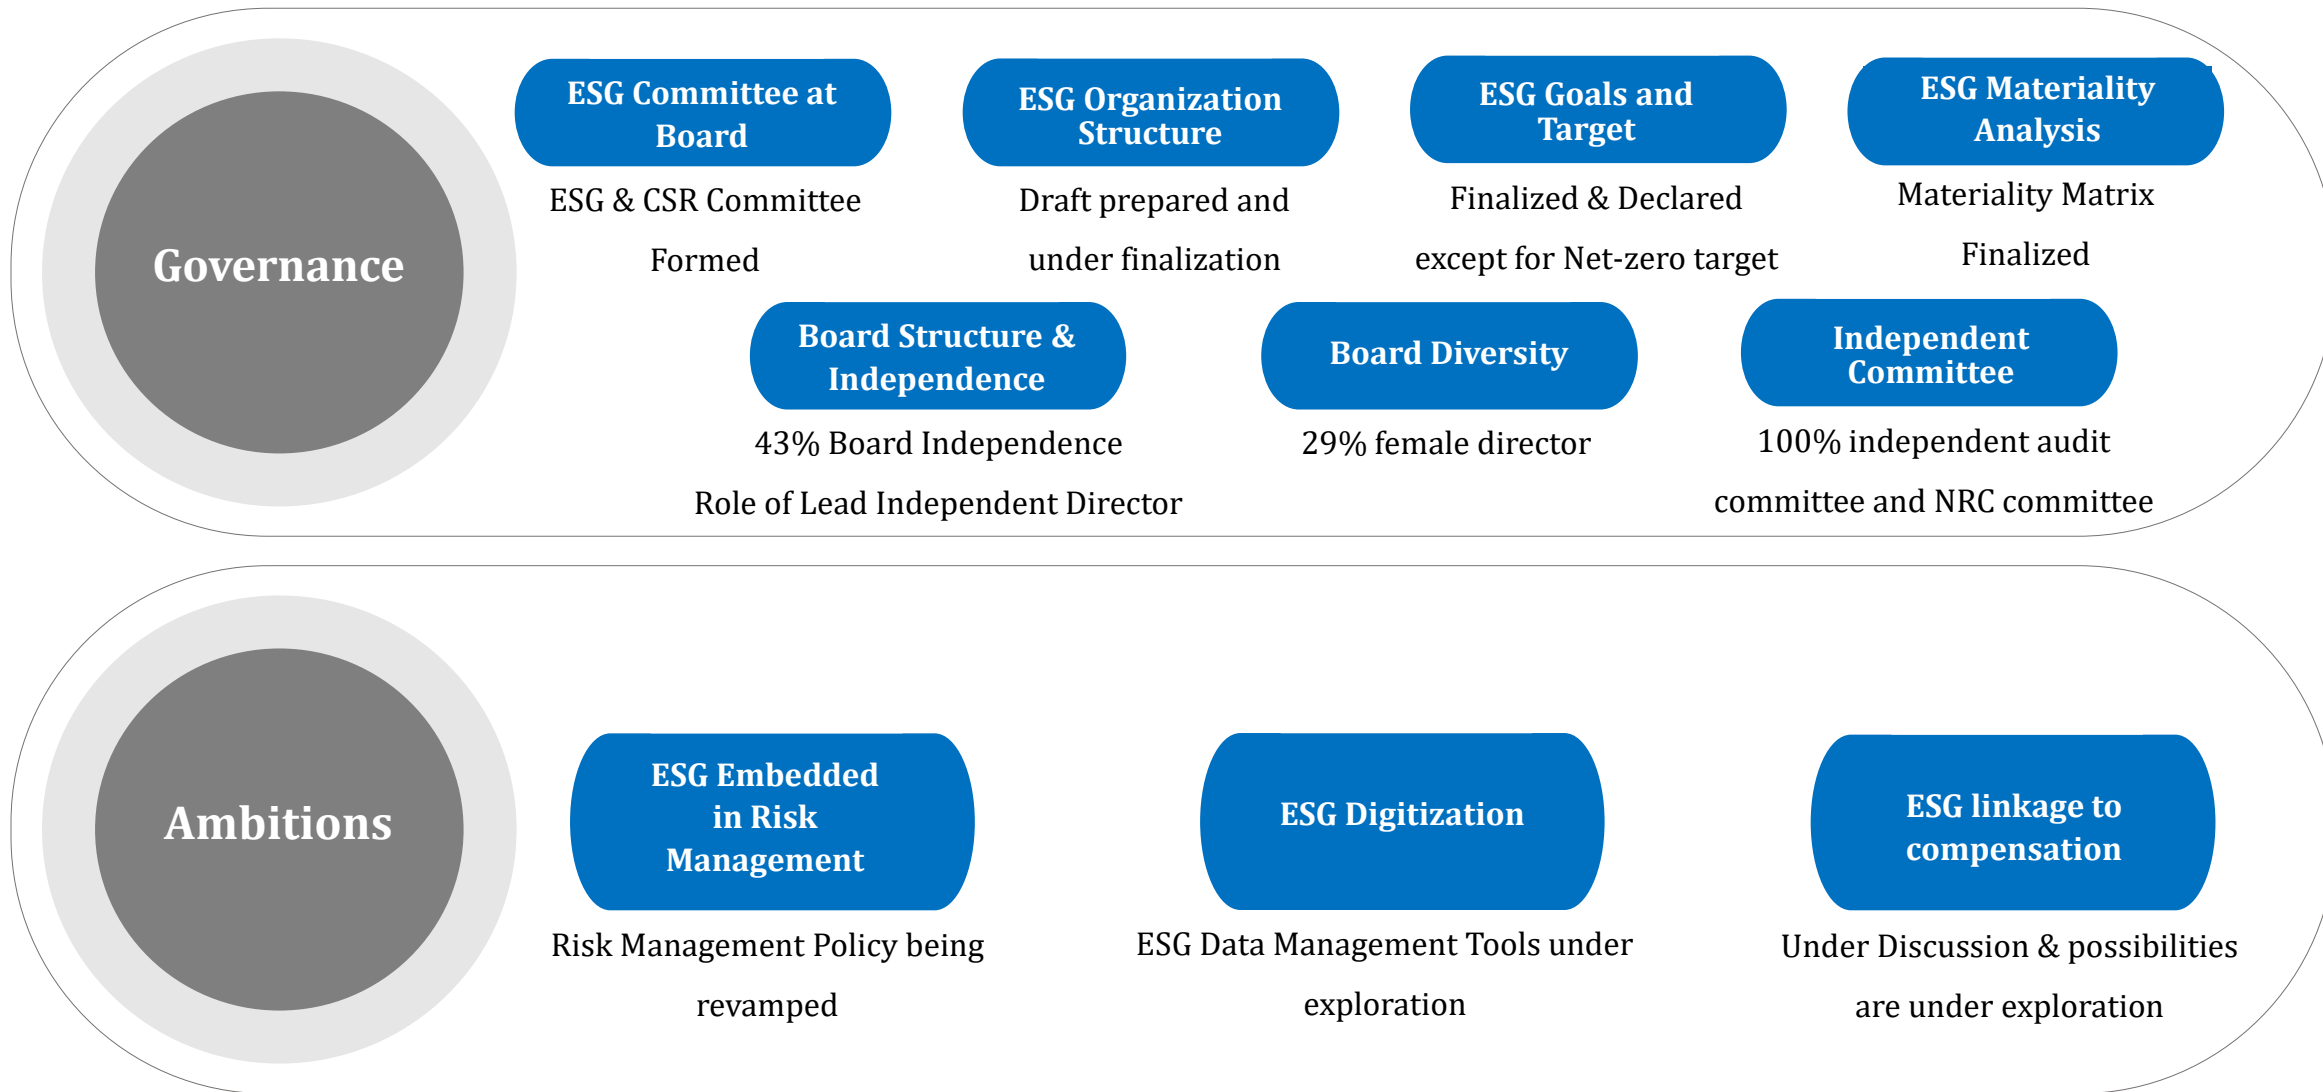 Governance
ESG Committee at
Board
ESG & CSR Committee
Formed
ESG Organization
Structure
Draft prepared and
under finalization
ESG Goals and
Target
Finalized & Declared
except for Net-zero target
ESG Materiality
Analysis
Materiality Matrix
Finalized
Board Structure &
Independence
43% Board Independence
Role of Lead Independent Director
Board Diversity
29% female director
Independent
Committee
100% independent audit
committee and NRC committee
Ambitions
ESG Embedded
in Risk
Management
Risk Management Policy being
revamped
ESG Digitization
ESG Data Management Tools under
exploration
ESG linkage to
compensation
Under Discussion & possibilities
are under exploration